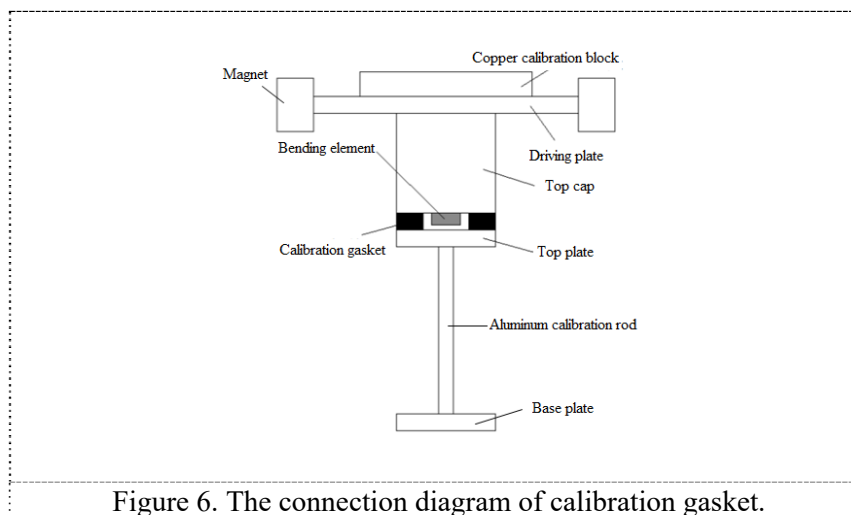 Copper calibration block
Magnet
Bending element
Driving plate
Top cap
Calibration gasket
Top plate
Aluminum calibration rod
Base plate
Figure 6. The connection diagram of calibration gasket.